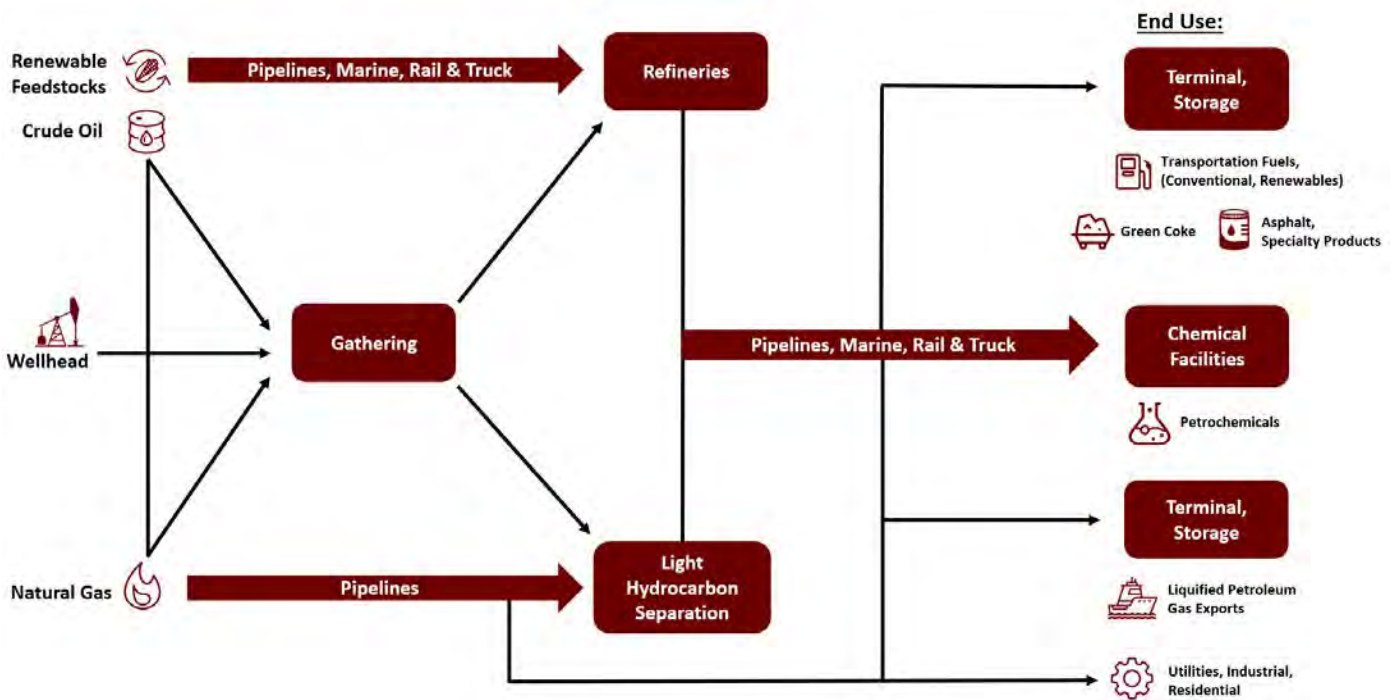 End Use:
Renewable
Feedstocks
Pipelines, Marine, Rail & Truck
Refineries
Terminal,
Storage
Crude Oil
Transportation Fuels,
(Conventional, Renewables)
Green Coke
Asphalt,
Specialty Products
Wellhead
Gathering
Pipelines, Marine, Rail & Truck
Chemical
Facilities
Petrochemicals
Terminal,
Storage
Natural Gas
Pipelines
Light
Hydrocarbon
Separation
Liquified Petroleum
Gas Exports
Utilities, Industrial,
Residential